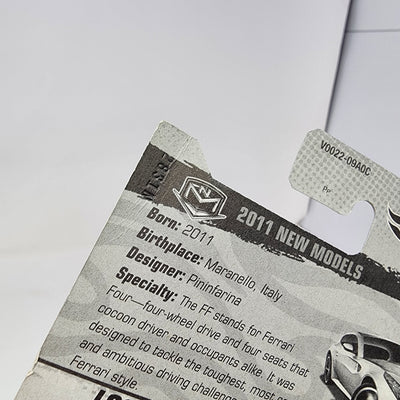 V0022-09A0C
2011 NEW MODELS
Born: 2011
Birthplace: Maranello, Italy
Designer: Pininfarina
Specialty: The FF stands for Ferrari
Four—four-wheel drive and four seats that
cocoon driver and occupants alike. It was
designed to tackle the toughest, most
and ambitious driving
Ferrari style.